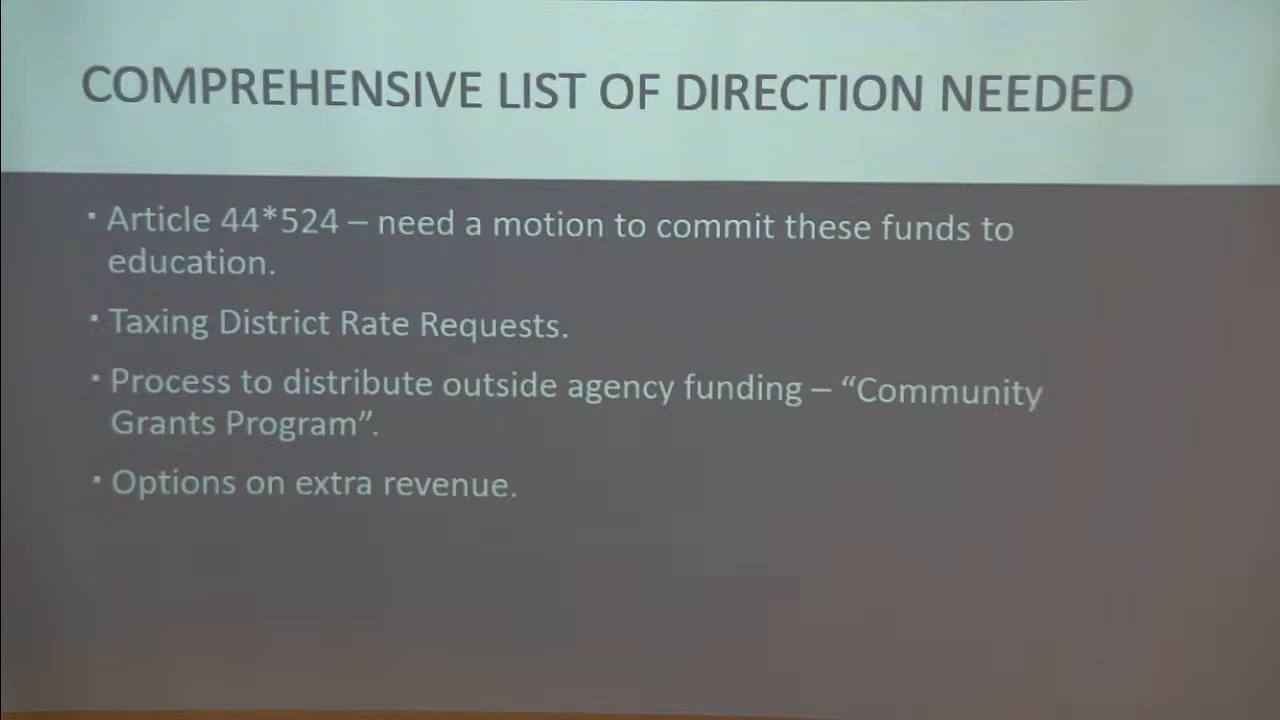 COMPREHENSIVE LIST OF DIRECTION NEEDED
▪ Article 44*524 – need a motion to commit these funds to
education.
▪ Taxing District Rate Requests.
▪ Process to distribute outside agency funding – “Community
Grants Program”.
▪ Options on extra revenue.